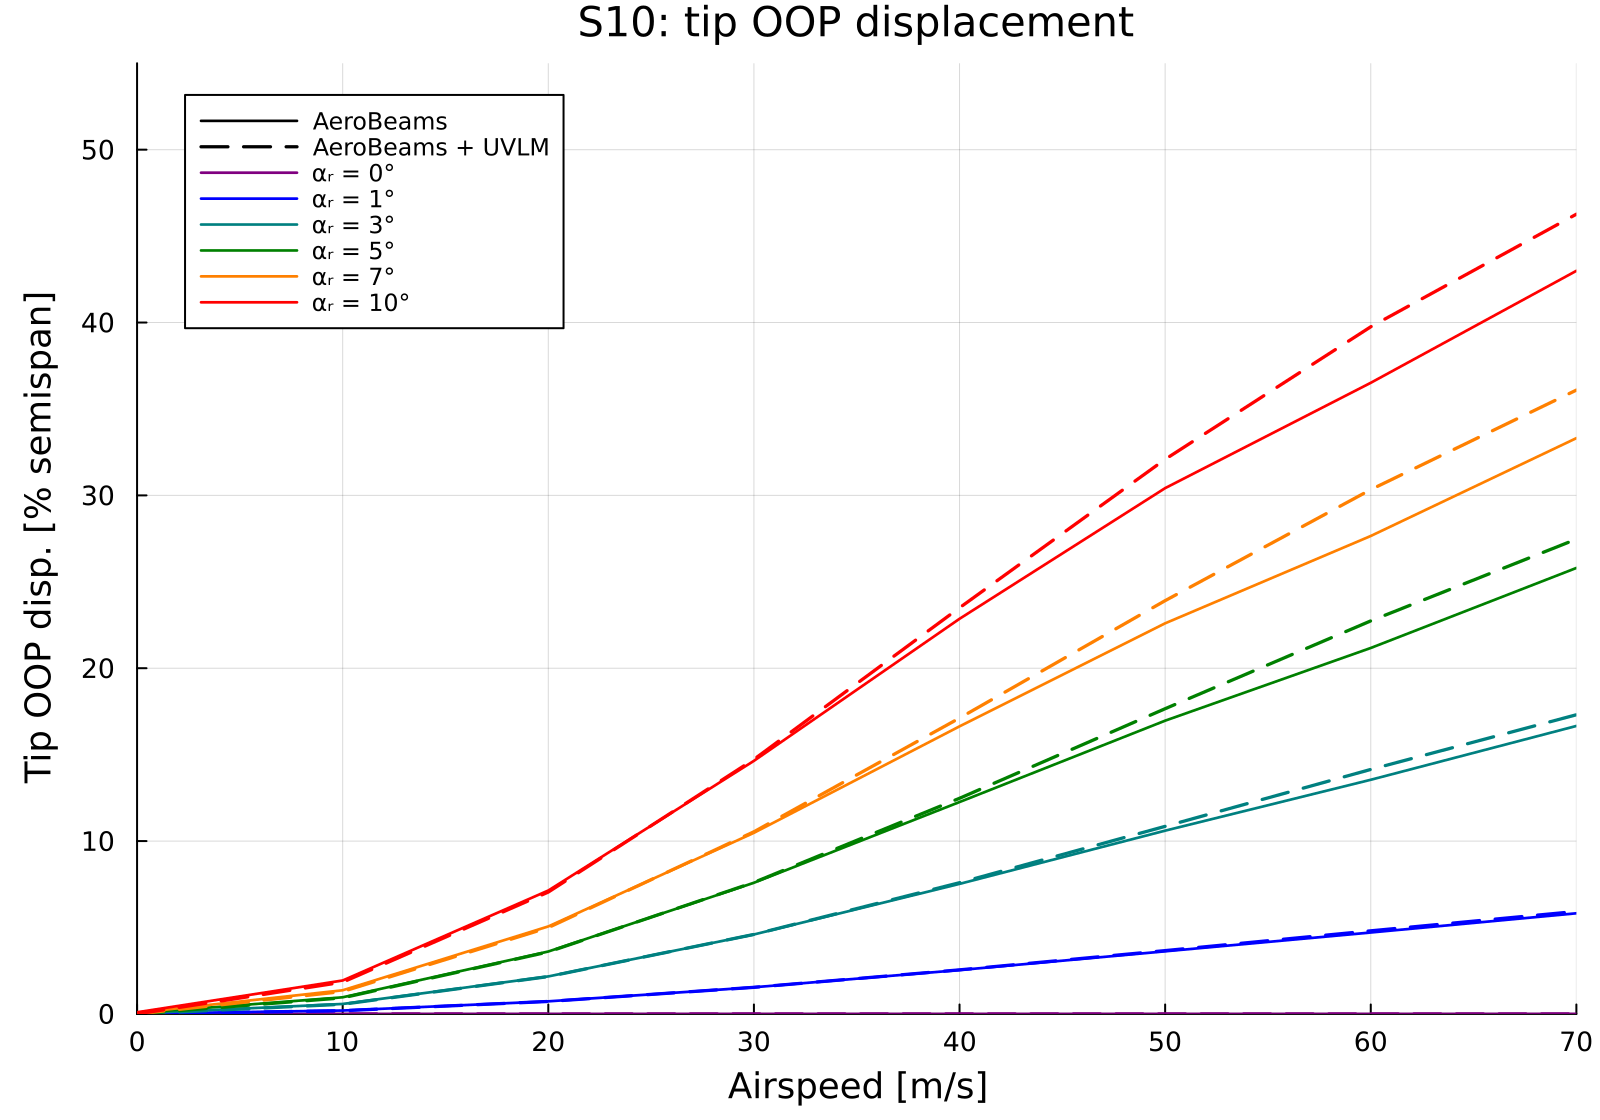 S10: tip OOP displacement
AeroBeams
AeroBeams + UVLM
αᵣ = 0°
αᵣ = 1°
αᵣ = 3°
αᵣ = 5°
αᵣ = 7°
αᵣ = 10°
Tip OOP disp. [% semispan]
50
40
30
20
10
0
0 10 20 30 40 50 60 70
Airspeed [m/s]